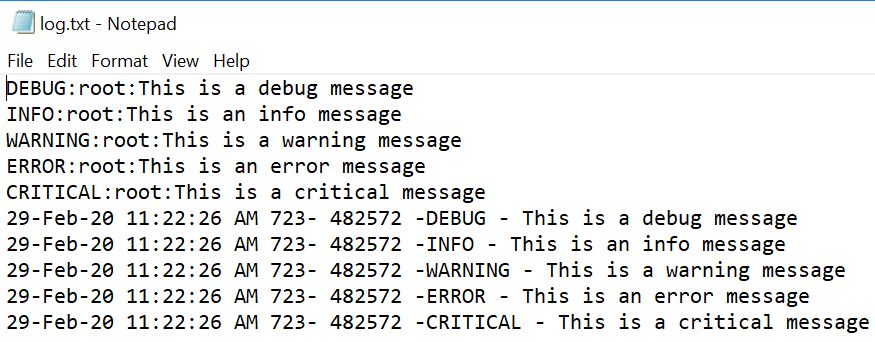 log.txt - Notepad
File Edit Format View Help
DEBUG:root:This is a debug message
INFO:root:This is an info message
WARNING:root:This is a warning message
ERROR:root:This is an error message
CRITICAL:root:This is a critical message
29-Feb-20 11:22:26 AM 723- 482572 -DEBUG - This is a debug message
29-Feb-20 11:22:26 AM 723- 482572 -INFO - This is an info message
29-Feb-20 11:22:26 AM 723- 482572 -WARNING - This is a warning message
29-Feb-20 11:22:26 AM 723- 482572 -ERROR - This is an error message
29-Feb-20 11:22:26 AM 723- 482572 -CRITICAL - This is a critical message